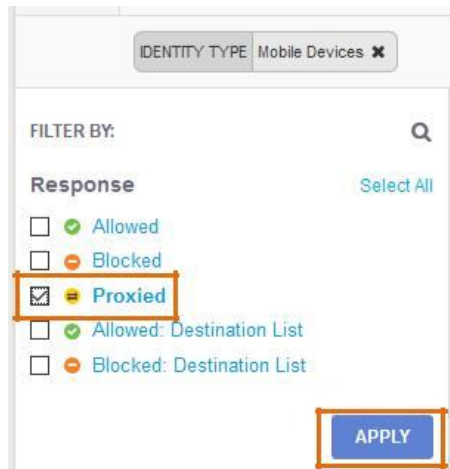 IDENTITY TYPE Mobile Devices ✖
FILTER BY:
Response Select All
Allowed
Blocked
Proxied
Allowed: Destination List
Blocked: Destination List
APPLY